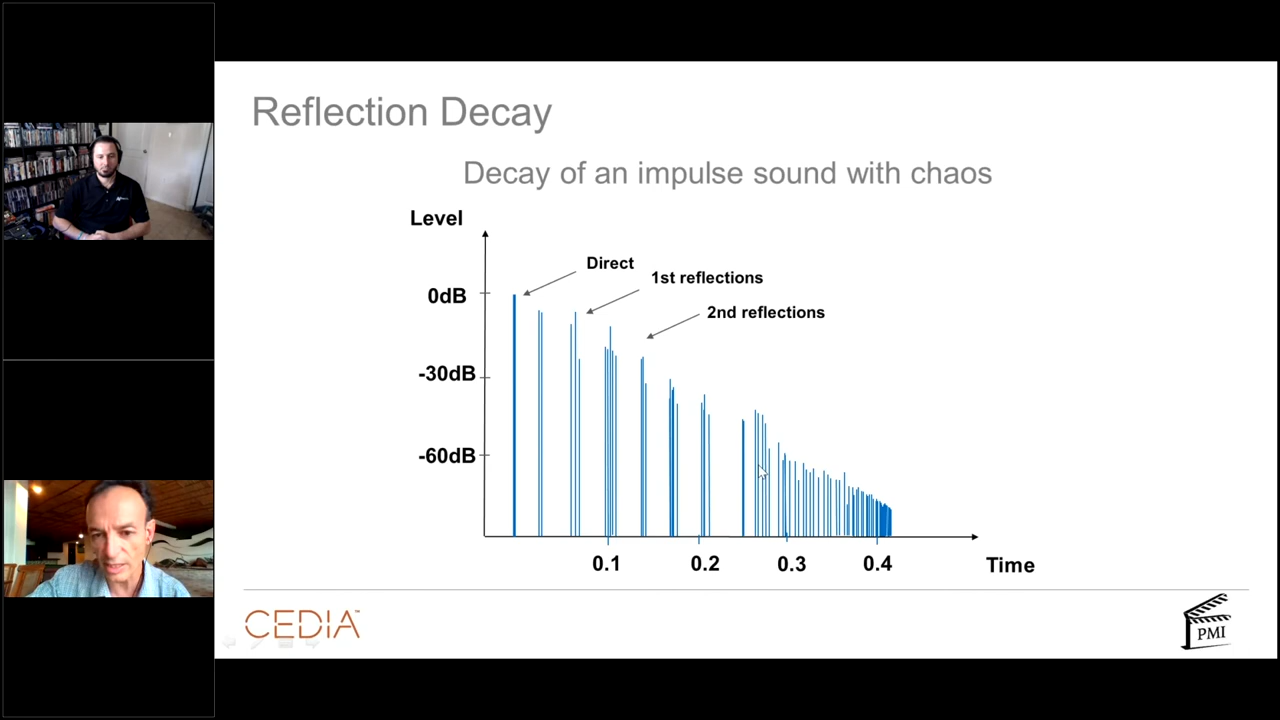 Reflection Decay
Decay of an impulse sound with chaos
Level
Direct
1st reflections
0dB
2nd reflections
-30dB
-60dB
0.1 0.2 0.3 0.4 Time
CEDIA™
PMI